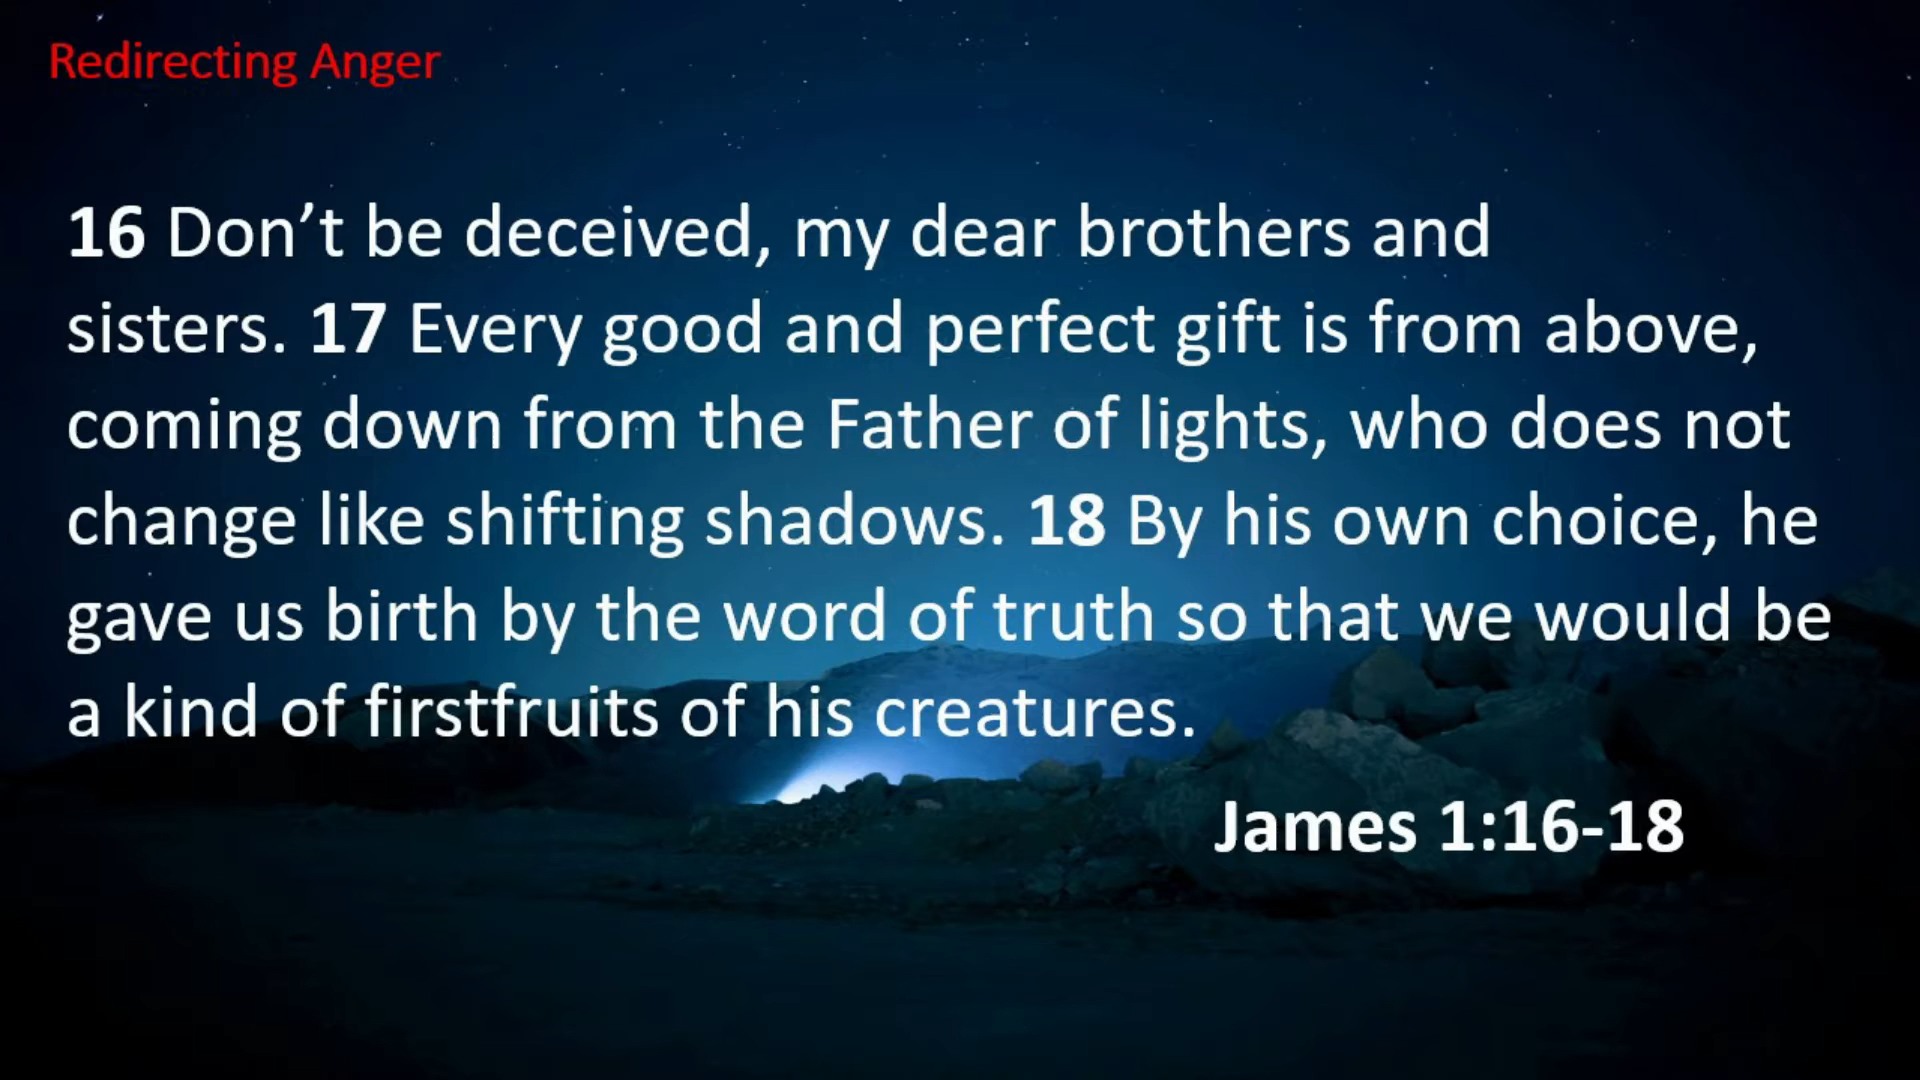 Redirecting Anger
16 Don’t be deceived, my dear brothers and
sisters. 17 Every good and perfect gift is from above,
coming down from the Father of lights, who does not
change like shifting shadows. 18 By his own choice, he
gave us birth by the word of truth so that we would be
a kind of firstfruits of his creatures.
James 1:16-18